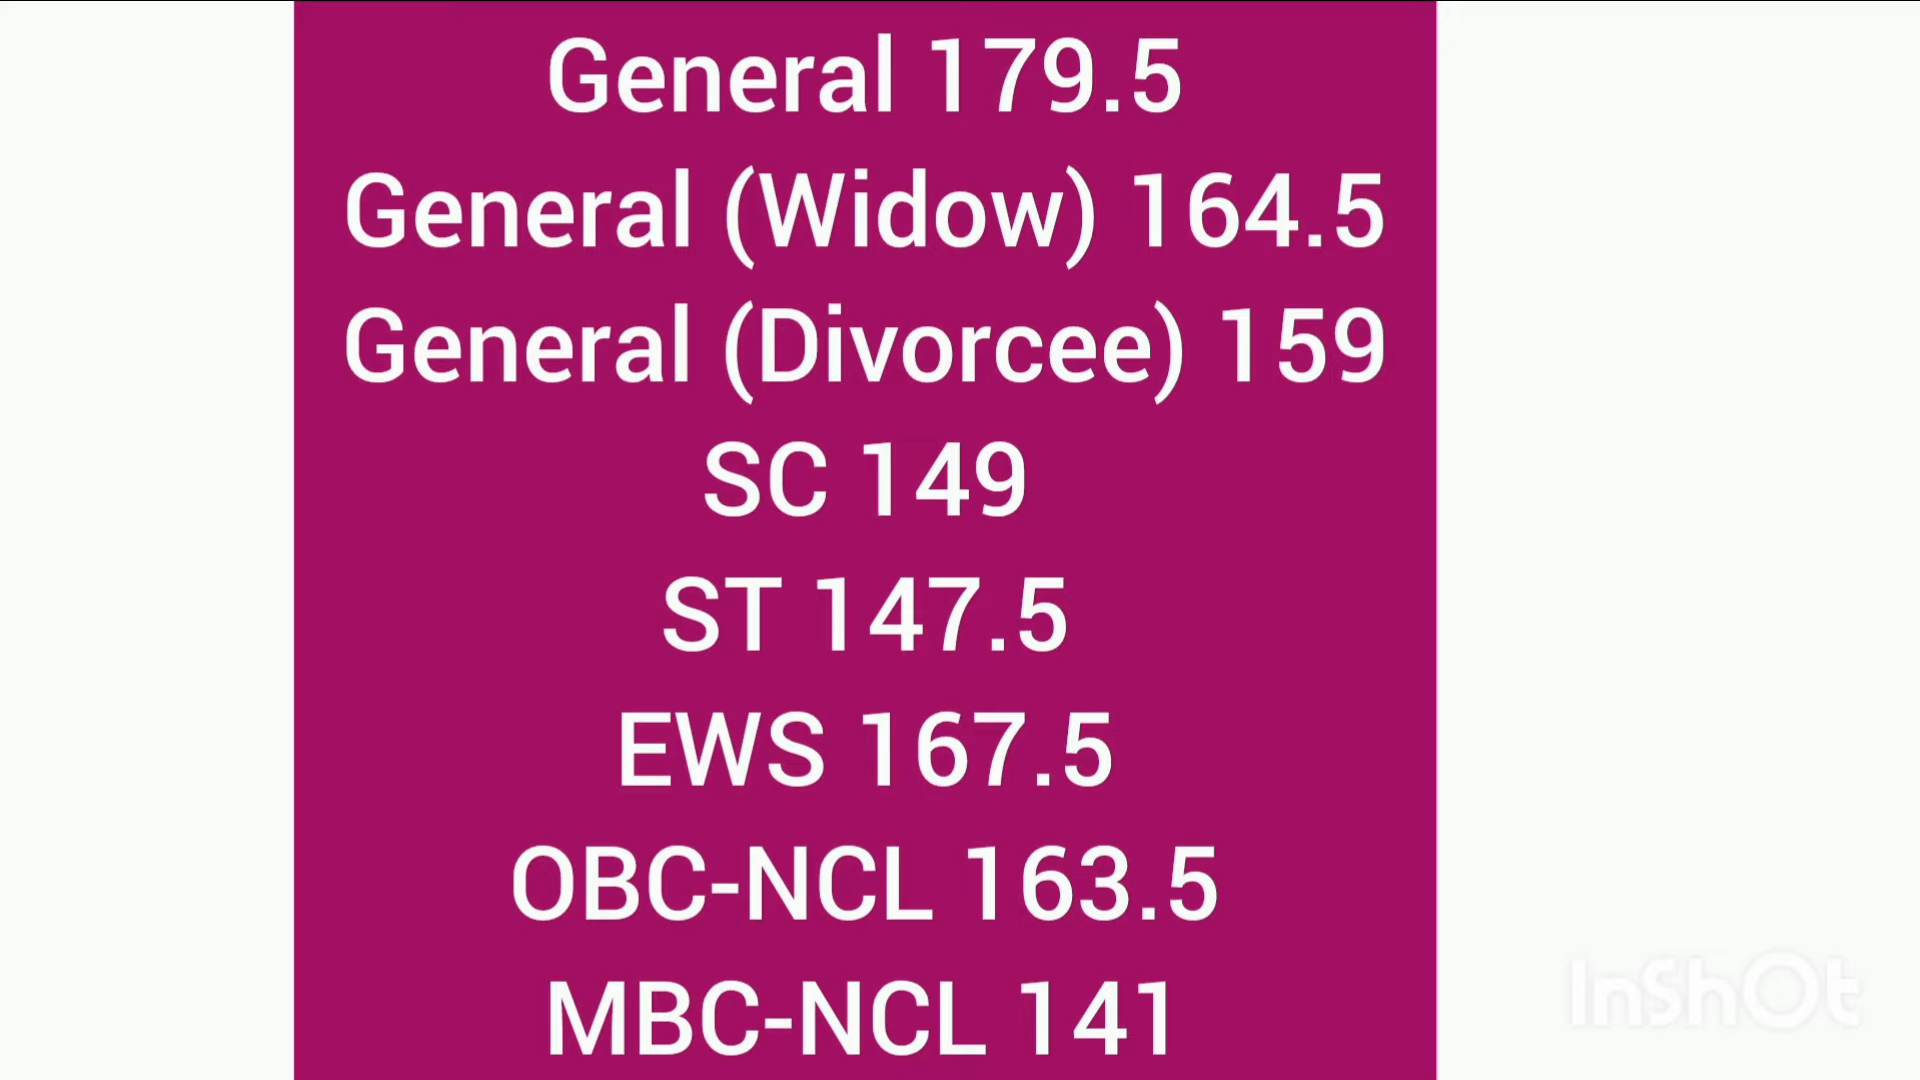 General 179.5
General (Widow) 164.5
General (Divorcee) 159
SC 149
ST 147.5
EWS 167.5
OBC-NCL 163.5
MBC-NCL 141
InShOt